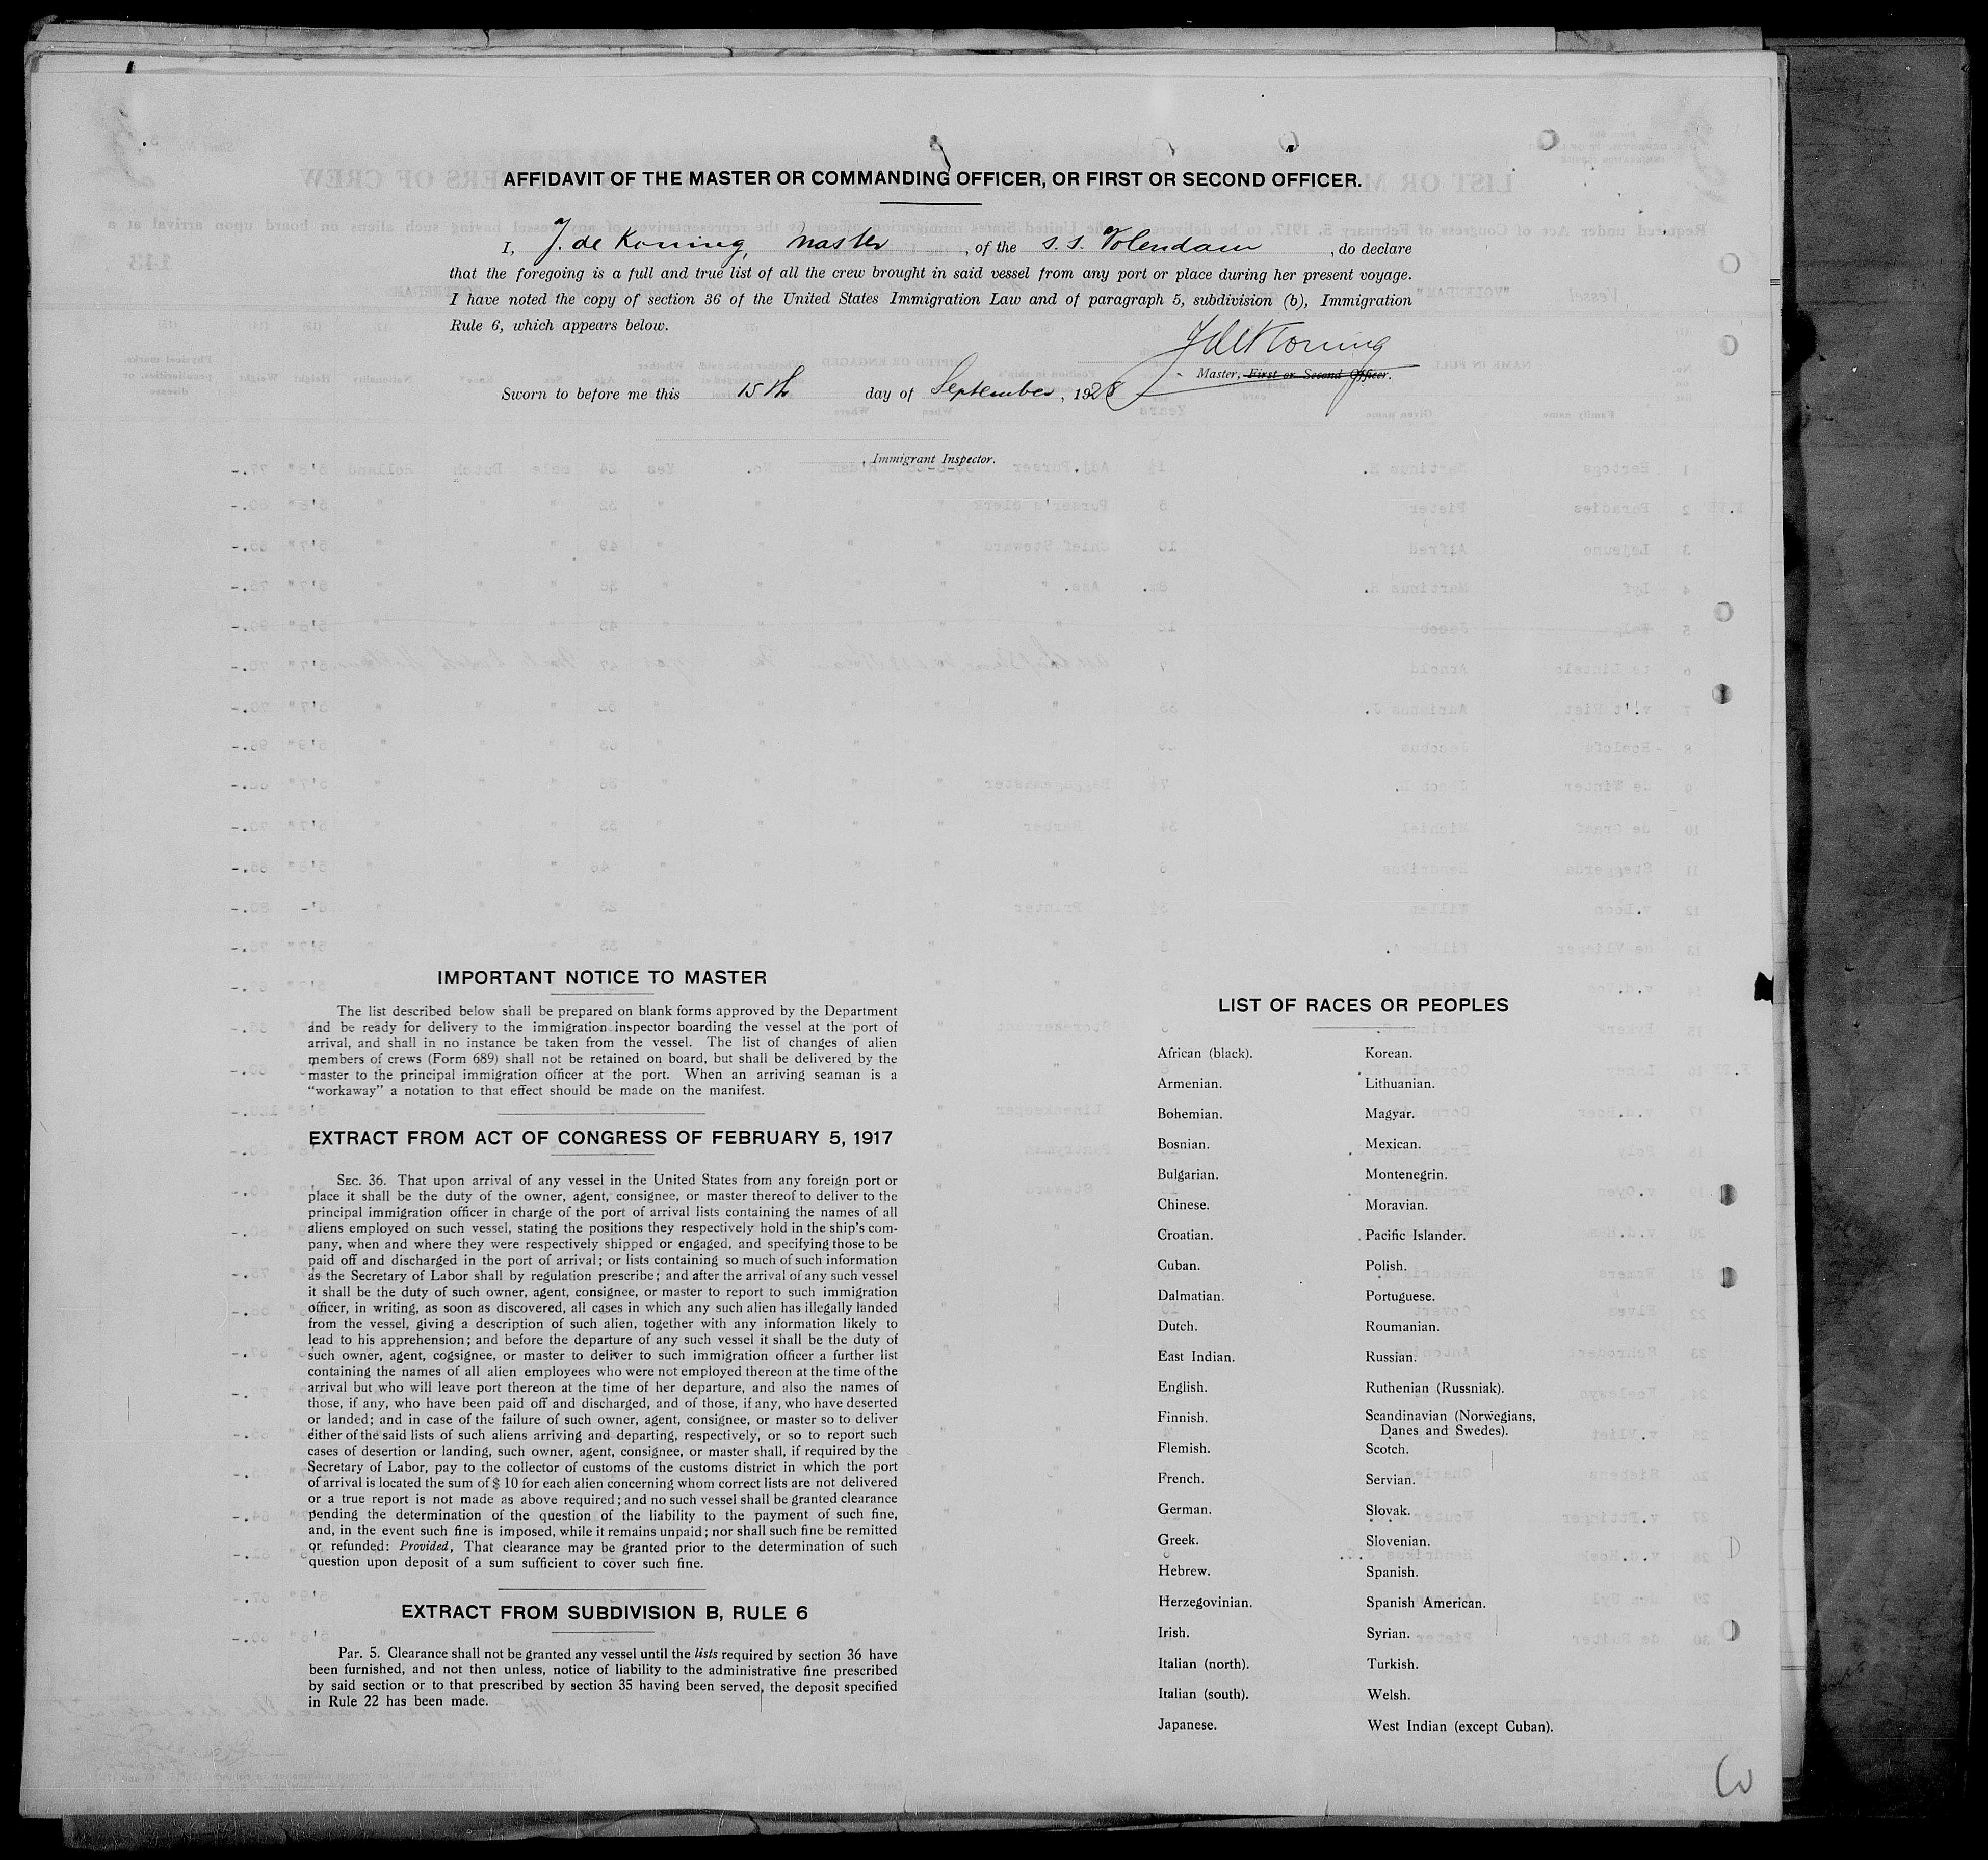 AFFIDAVIT OF THE MASTER OR COMMANDING OFFICER, OR FIRST OR SECOND OFFICER.
I, J. de Koning, Master, of the S. S. Volendam, do declare
that the foregoing is a full and true list of all the crew brought in said vessel from any port or place during her present voyage.
I have noted the copy of section 36 of the United States Immigration Law and of paragraph 5, subdivision (b), Immigration
Rule 6, which appears below.
J de Koning
Master, First or Second Officer.
Sworn to before me this 15th day of September, 1928
, Immigrant Inspector.
IMPORTANT NOTICE TO MASTER
The list described below shall be prepared on blank forms approved by the Department
and be ready for delivery to the immigration inspector boarding the vessel at the port of
arrival, and shall in no instance be taken from the vessel. The list of changes of alien
members of crews (Form 689) shall not be retained on board, but shall be delivered by the
master to the principal immigration officer at the port. When an arriving seaman is a
“workaway” a notation to that effect should be made on the manifest.
EXTRACT FROM ACT OF CONGRESS OF FEBRUARY 5, 1917
SEC. 36. That upon arrival of any vessel in the United States from any foreign port or
place it shall be the duty of the owner, agent, consignee, or master thereof to deliver to the
principal immigration officer in charge of the port of arrival lists containing the names of all
aliens employed on such vessel, stating the positions they respectively hold in the ship's com-
pany, when and where they were respectively shipped or engaged, and specifying those to be
paid off and discharged in the port of arrival; or lists containing so much of such information
as the Secretary of Labor shall by regulation prescribe; and after the arrival of any such vessel
it shall be the duty of such owner, agent, consignee, or master to report to such immigration
officer, in writing, as soon as discovered, all cases in which any such alien has illegally landed
from the vessel, giving a description of such alien, together with any information likely to
lead to his apprehension; and before the departure of any such vessel it shall be the duty of
such owner, agent, cogsignee, or master to deliver to such immigration officer a further list
containing the names of all alien employees who were not employed thereon at the time of the
arrival but who will leave port thereon at the time of her departure, and also the names of
those, if any, who have been paid off and discharged, and of those, if any, who have deserted
or landed; and in case of the failure of such owner, agent, consignee, or master so to deliver
either of the said lists of such aliens arriving and departing, respectively, or so to report such
cases of desertion or landing, such owner, agent, consignee, or master shall, if required by the
Secretary of Labor, pay to the collector of customs of the customs district in which the port
of arrival is located the sum of $ 10 for each alien concerning whom correct lists are not delivered
or a true report is not made as above required; and no such vessel shall be granted clearance
pending the determination of the question of the liability to the payment of such fine,
and, in the event such fine is imposed, while it remains unpaid; nor shall such fine be remitted
or refunded: Provided, That clearance may be granted prior to the determination of such
question upon deposit of a sum sufficient to cover such fine.
EXTRACT FROM SUBDIVISION B, RULE 6
Par. 5. Clearance shall not be granted any vessel until the lists required by section 36 have
been furnished, and not then unless, notice of liability to the administrative fine prescribed
by said section or to that prescribed by section 35 having been served, the deposit specified
in Rule 22 has been made.
LIST OF RACES OR PEOPLES
African (black).
Armenian.
Bohemian.
Bosnian.
Bulgarian.
Chinese.
Croatian.
Cuban.
Dalmatian.
Dutch.
East Indian.
English.
Finnish.
Flemish.
French.
German.
Greek.
Hebrew.
Herzegovinian.
Irish.
Italian (north).
Italian (south).
Japanese.
Korean.
Lithuanian.
Magyar.
Mexican.
Montenegrin.
Moravian.
Pacific Islander.
Polish.
Portuguese.
Roumanian.
Russian.
Ruthenian (Russniak).
Scandinavian (Norwegians,
Danes and Swedes).
Scotch.
Servian.
Slovak.
Slovenian.
Spanish.
Spanish American.
Syrian.
Turkish.
Welsh.
West Indian (except Cuban).